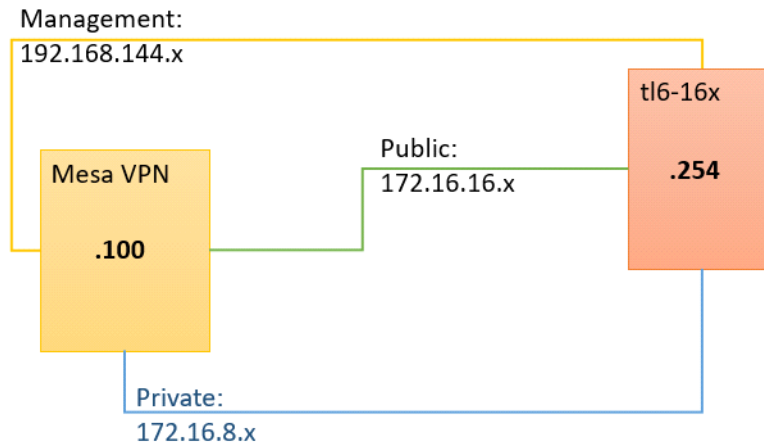 Management:
192.168.144.x
tl6-16x
.254
Public:
172.16.16.x
Mesa VPN
.100
Private:
172.16.8.x